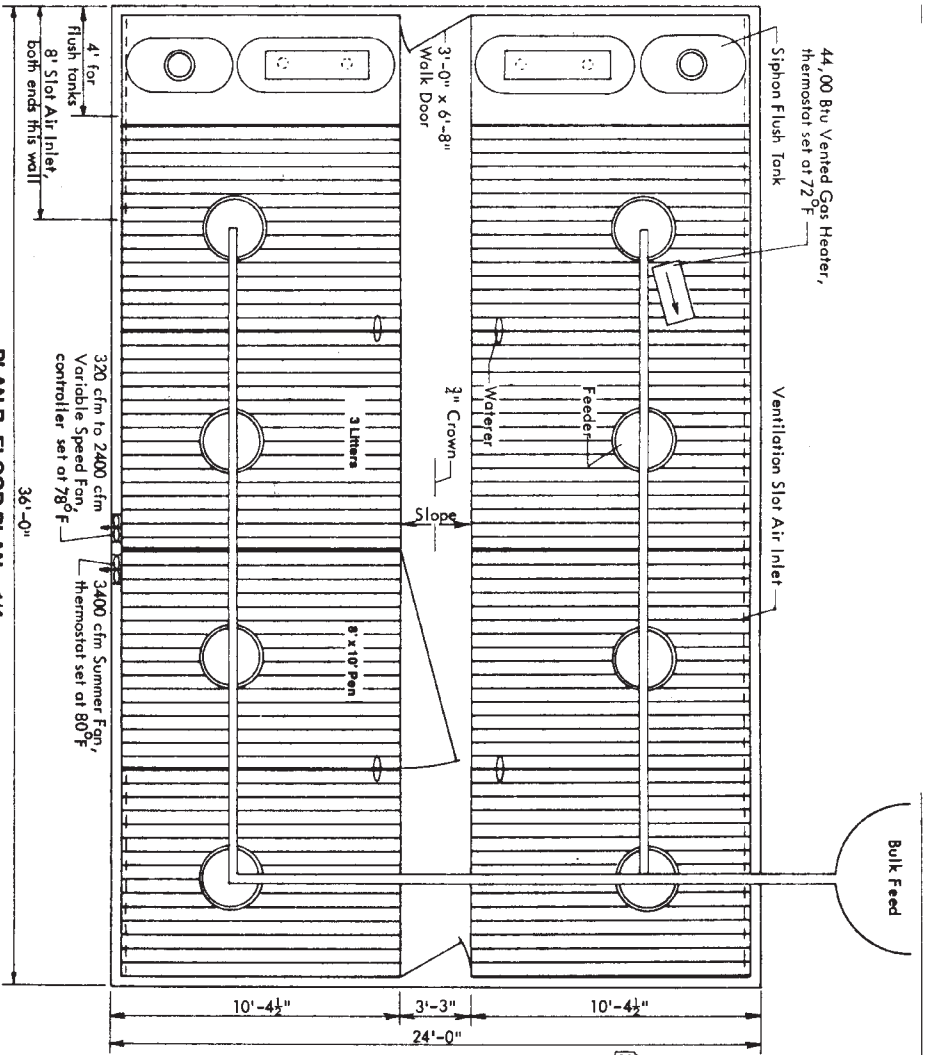 44,00 Btu Vented Gas Heater,
thermostat set at 72°F
Siphon Flush Tank
Ventilation Slot Air Inlet
Bulk Feed
3'-0" x 6'-8"
Walk Door
4' for
flush tanks
8' Slot Air Inlet,
both ends this wall
Waterer
Feeder
3/4" Crown
Slope
3 Litters
8' x 10' Pen
320 cfm to 2400 cfm
Variable Speed Fan,
controller set at 78°F
3400 cfm Summer Fan,
thermostat set at 80°F
36'-0"
10'-4½"
3'-3"
10'-4½"
24'-0"